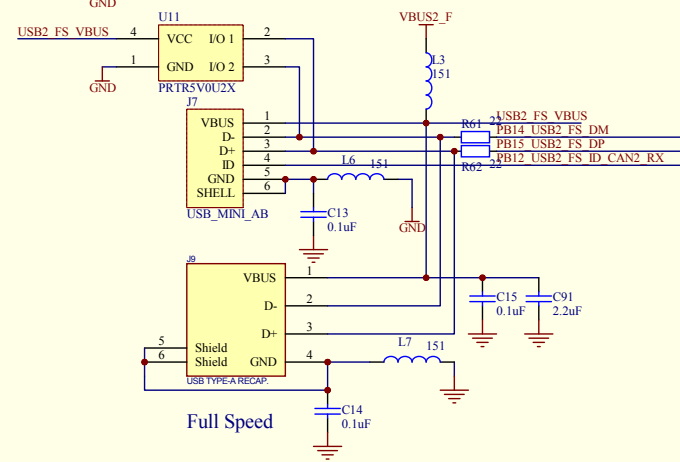 GND
U11
VBUS2_F
USB2_FS_VBUS 4 VCC I/O 1 2
1 GND I/O 2 3
GND
PRTR5V0U2X
L3
151
J7
VBUS 1
D- 2
D+ 3
ID 4
GND 5
SHELL 6
USB_MINI_AB
USB2_FS_VBUS
R61 22
PB14_USB2_FS_DM
PB15_USB2_FS_DP
R62 22
PB12_USB2_FS_ID_CAN2_RX
L6 151
C13
0.1uF
GND
J9
VBUS 1
D- 2
D+ 3
5 Shield
6 Shield
GND 4
USB TYPE-A RECAP.
C15
0.1uF
C91
2.2uF
L7 151
Full Speed
C14
0.1uF